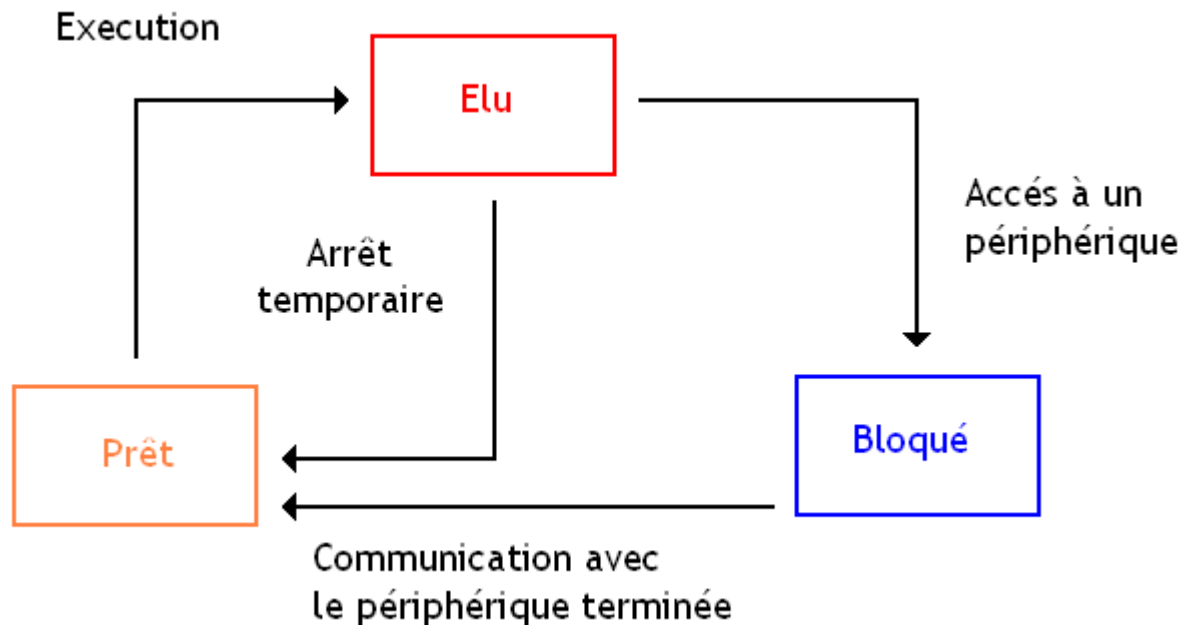 Execution
Elu
Accés à un
périphérique
Arrêt
temporaire
Prêt
Bloqué
Communication avec
le périphérique terminée